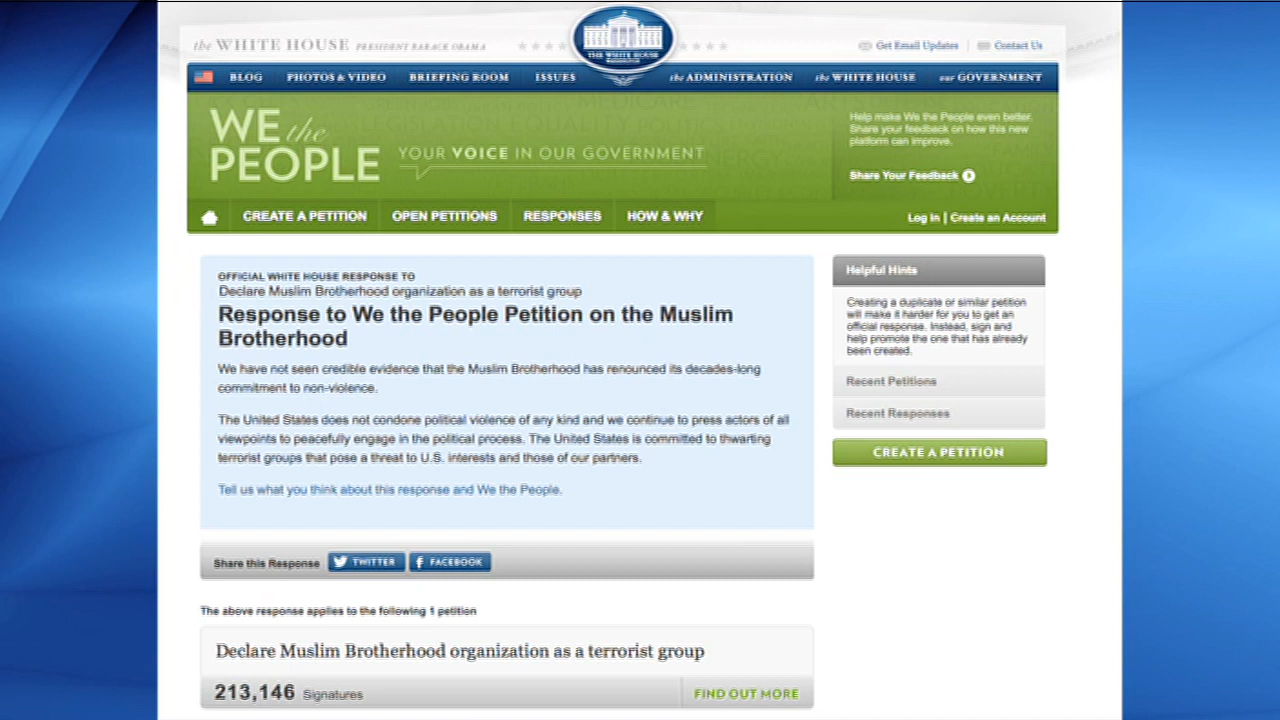 the WHITE HOUSE PRESIDENT BARACK OBAMA
THE WHITE HOUSE
WASHINGTON
Get Email Updates | Contact Us
BLOG PHOTOS & VIDEO BRIEFING ROOM ISSUES the ADMINISTRATION the WHITE HOUSE our GOVERNMENT
WE the
PEOPLE
YOUR VOICE IN OUR GOVERNMENT
Help make We the People even better.
Share your feedback on how this new
platform can improve.
Share Your Feedback
CREATE A PETITION OPEN PETITIONS RESPONSES HOW & WHY
Log In | Create an Account
OFFICIAL WHITE HOUSE RESPONSE TO
Declare Muslim Brotherhood organization as a terrorist group
Response to We the People Petition on the Muslim
Brotherhood
We have not seen credible evidence that the Muslim Brotherhood has renounced its decades-long
commitment to non-violence.
The United States does not condone political violence of any kind and we continue to press actors of all
viewpoints to peacefully engage in the political process. The United States is committed to thwarting
terrorist groups that pose a threat to U.S. interests and those of our partners.
Tell us what you think about this response and We the People.
Helpful Hints
Creating a duplicate or similar petition
will make it harder for you to get an
official response. Instead, sign and
help promote the one that has already
been created.
Recent Petitions
Recent Responses
CREATE A PETITION
Share this Response TWITTER FACEBOOK
The above response applies to the following 1 petition
Declare Muslim Brotherhood organization as a terrorist group
213,146 Signatures
FIND OUT MORE